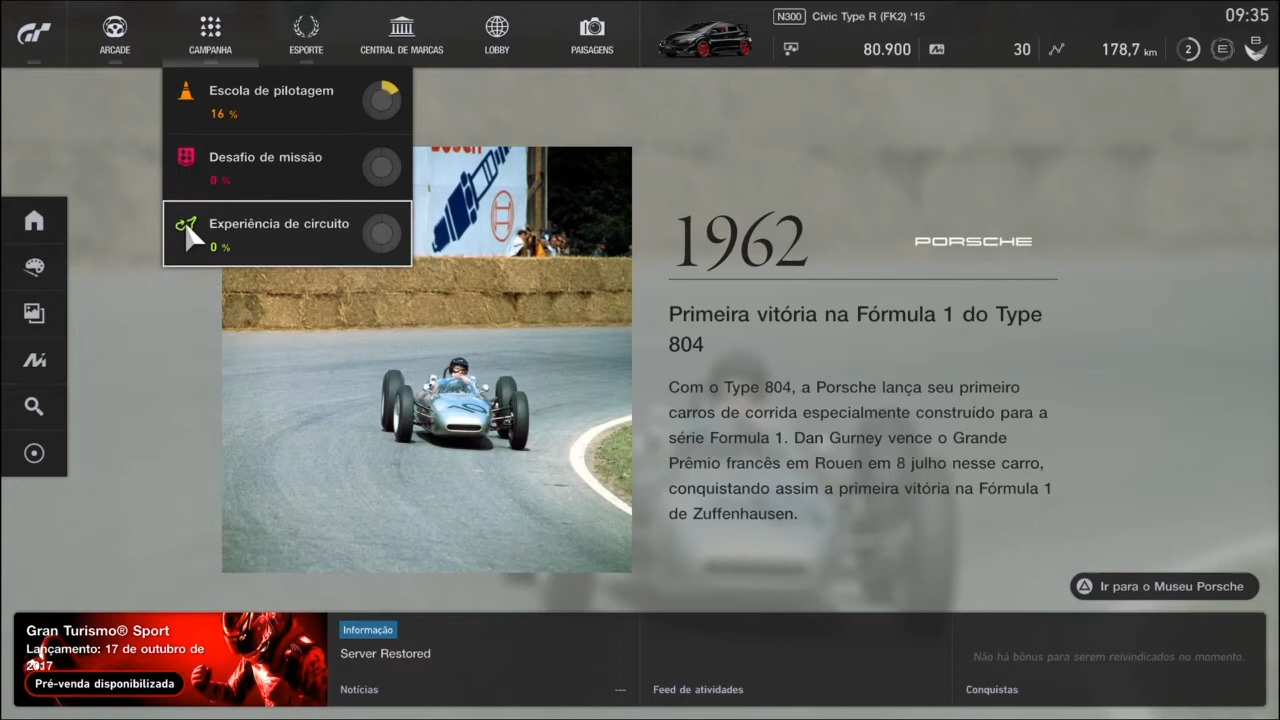 GT
ARCADE
CAMPANHA
ESPORTE
CENTRAL DE MARCAS
LOBBY
PAISAGENS
N300 Civic Type R (FK2) '15
80.900
30
178,7 km
09:35
2
E
B
Escola de pilotagem
16 %
Desafio de missão
0 %
Experiência de circuito
0 %
1962
PORSCHE
Primeira vitória na Fórmula 1 do Type
804
Com o Type 804, a Porsche lança seu primeiro
carros de corrida especialmente construído para a
série Formula 1. Dan Gurney vence o Grande
Prêmio francês em Rouen em 8 julho nesse carro,
conquistando assim a primeira vitória na Fórmula 1
de Zuffenhausen.
Ir para o Museu Porsche
Gran Turismo® Sport
Lançamento: 17 de outubro de
2017
Pré-venda disponibilizada
Informação
Server Restored
Notícias
---
Feed de atividades
Não há bônus para serem reivindicados no momento.
Conquistas